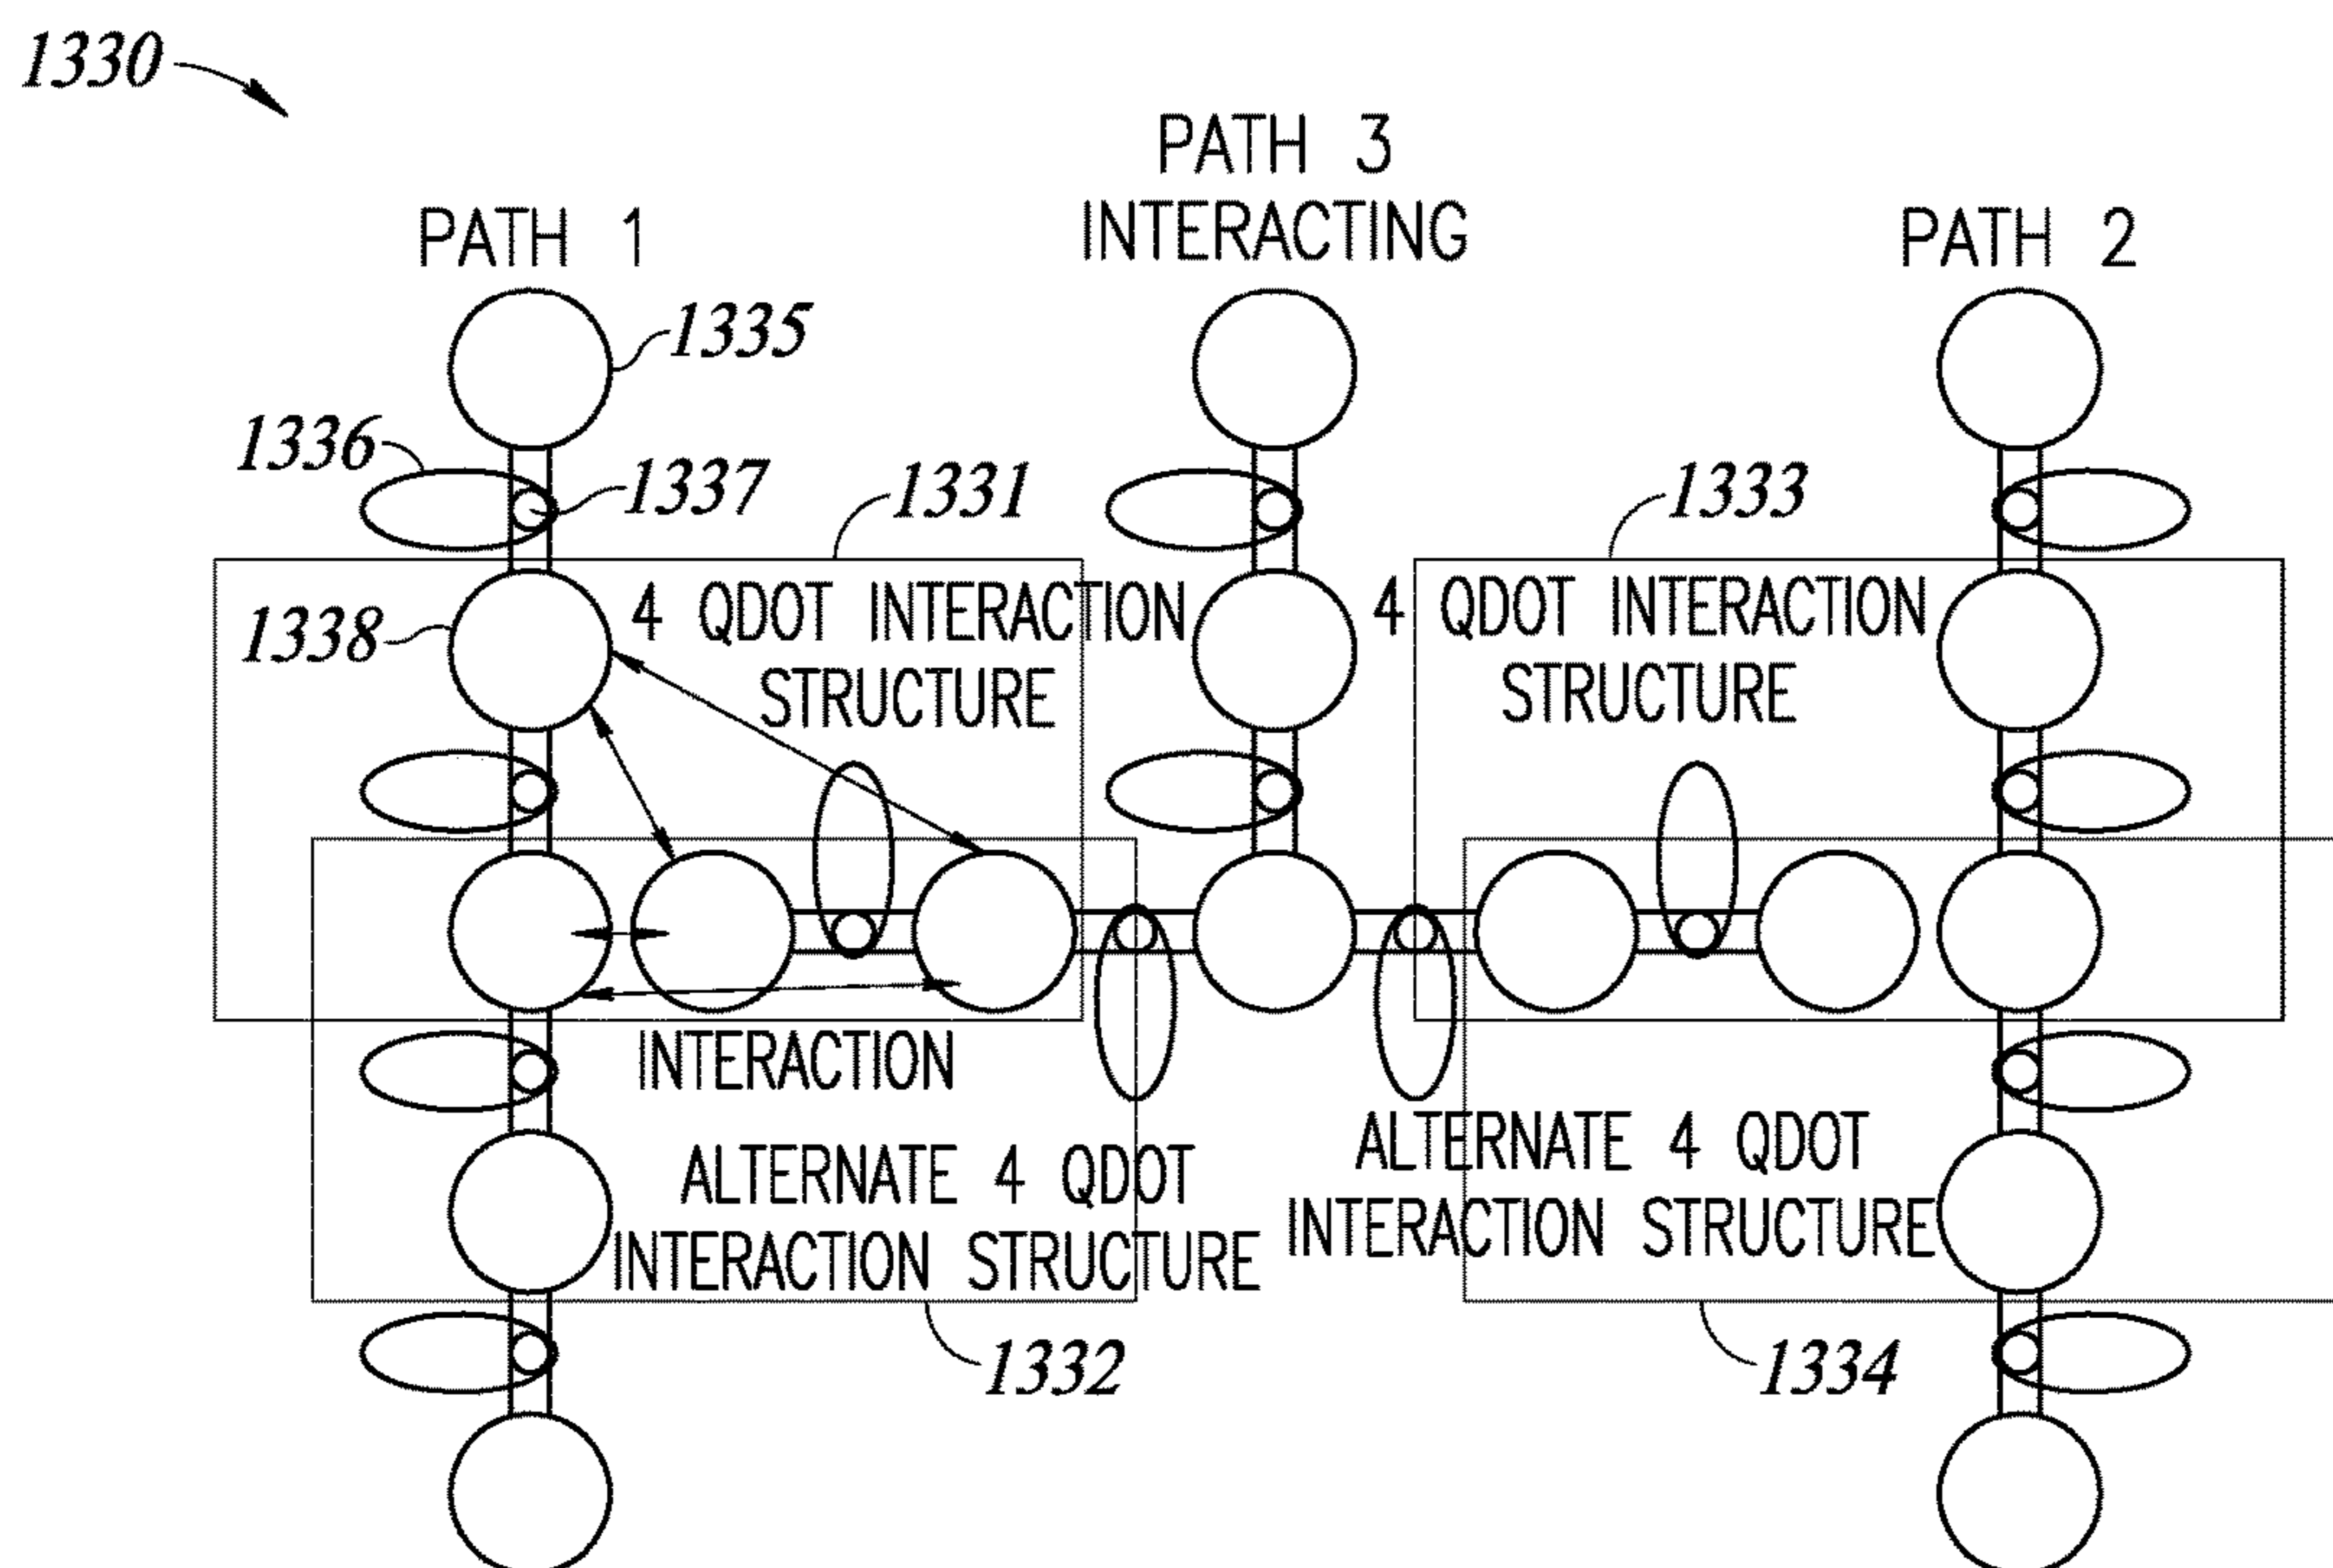 1330
PATH 3
INTERACTING
PATH 1
PATH 2
1335
1336
1337
1331
1333
1338
4 QDOT INTERACTION
STRUCTURE
4 QDOT INTERACTION
STRUCTURE
INTERACTION
ALTERNATE 4 QDOT
INTERACTION STRUCTURE
ALTERNATE 4 QDOT
INTERACTION STRUCTURE
1332
1334